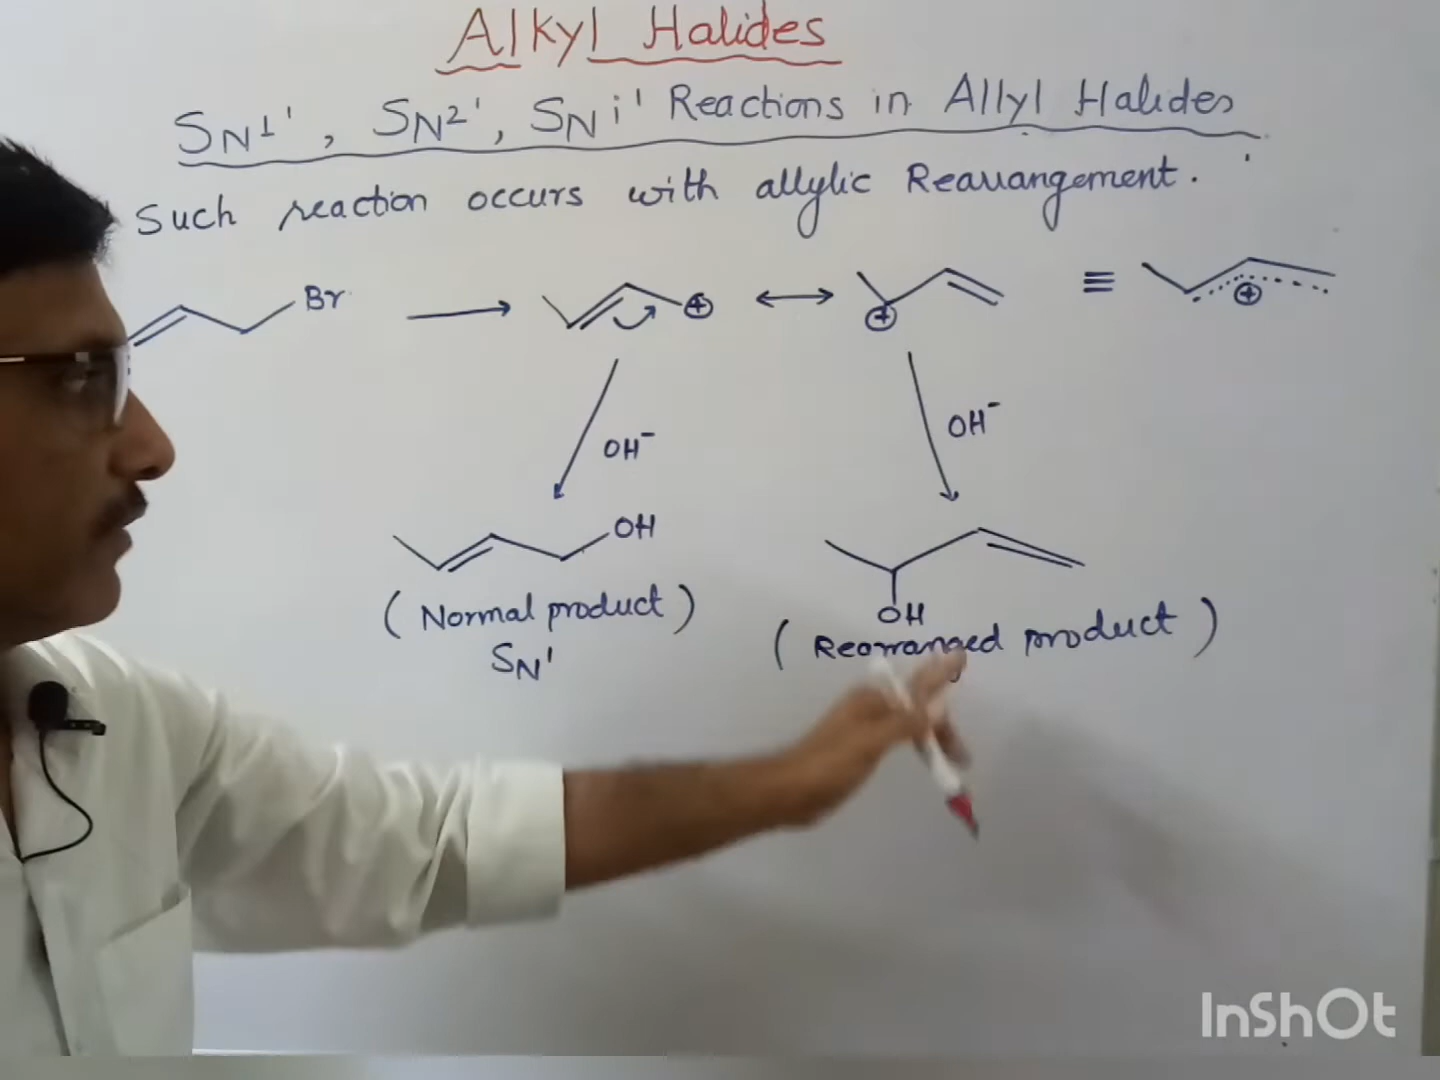 Alkyl Halides
SN1', SN2', SNi' Reactions in Allyl Halides
Such reaction occurs with allylic Rearrangement.
Br
⊕ ⊕ ≡ ⊕
OH⁻ OH⁻
OH
OH
(Normal product)
(Rearranged product)
SN'
InShOt